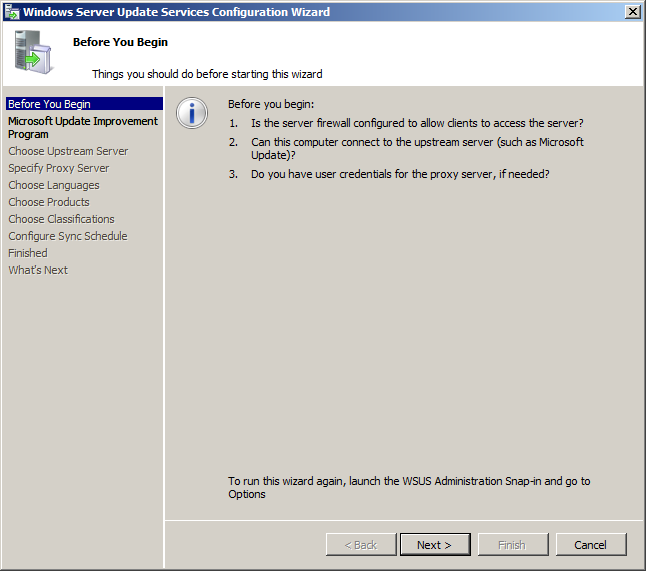 Windows Server Update Services Configuration Wizard
Before You Begin
Things you should do before starting this wizard
Before You Begin
Microsoft Update Improvement
Program
Choose Upstream Server
Specify Proxy Server
Choose Languages
Choose Products
Choose Classifications
Configure Sync Schedule
Finished
What's Next
Before you begin:
1. Is the server firewall configured to allow clients to access the server?
2. Can this computer connect to the upstream server (such as Microsoft
Update)?
3. Do you have user credentials for the proxy server, if needed?
To run this wizard again, launch the WSUS Administration Snap-in and go to
Options
< Back
Next >
Finish
Cancel